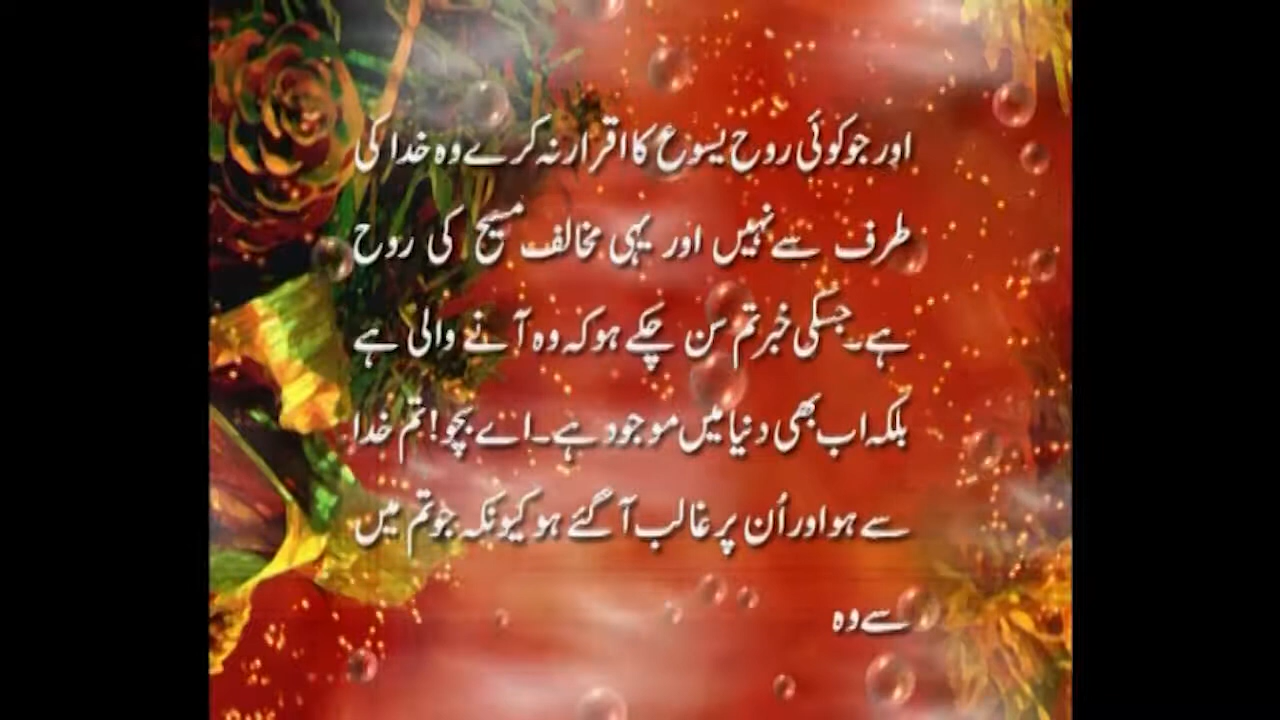 اور جو کوئی روح یسوع کا اقرار نہ کرے وہ خدا کی
طرف سے نہیں اور یہی مخالف مسیح کی روح
ہے۔جسکی خبر تم سن چکے ہو کہ وہ آنے والی ہے
بلکہ اب بھی دنیا میں موجود ہے۔اے بچو! تم خدا
سے ہو اور اُن پر غالب آ گئے ہو کیونکہ جو تم میں
سے وہ